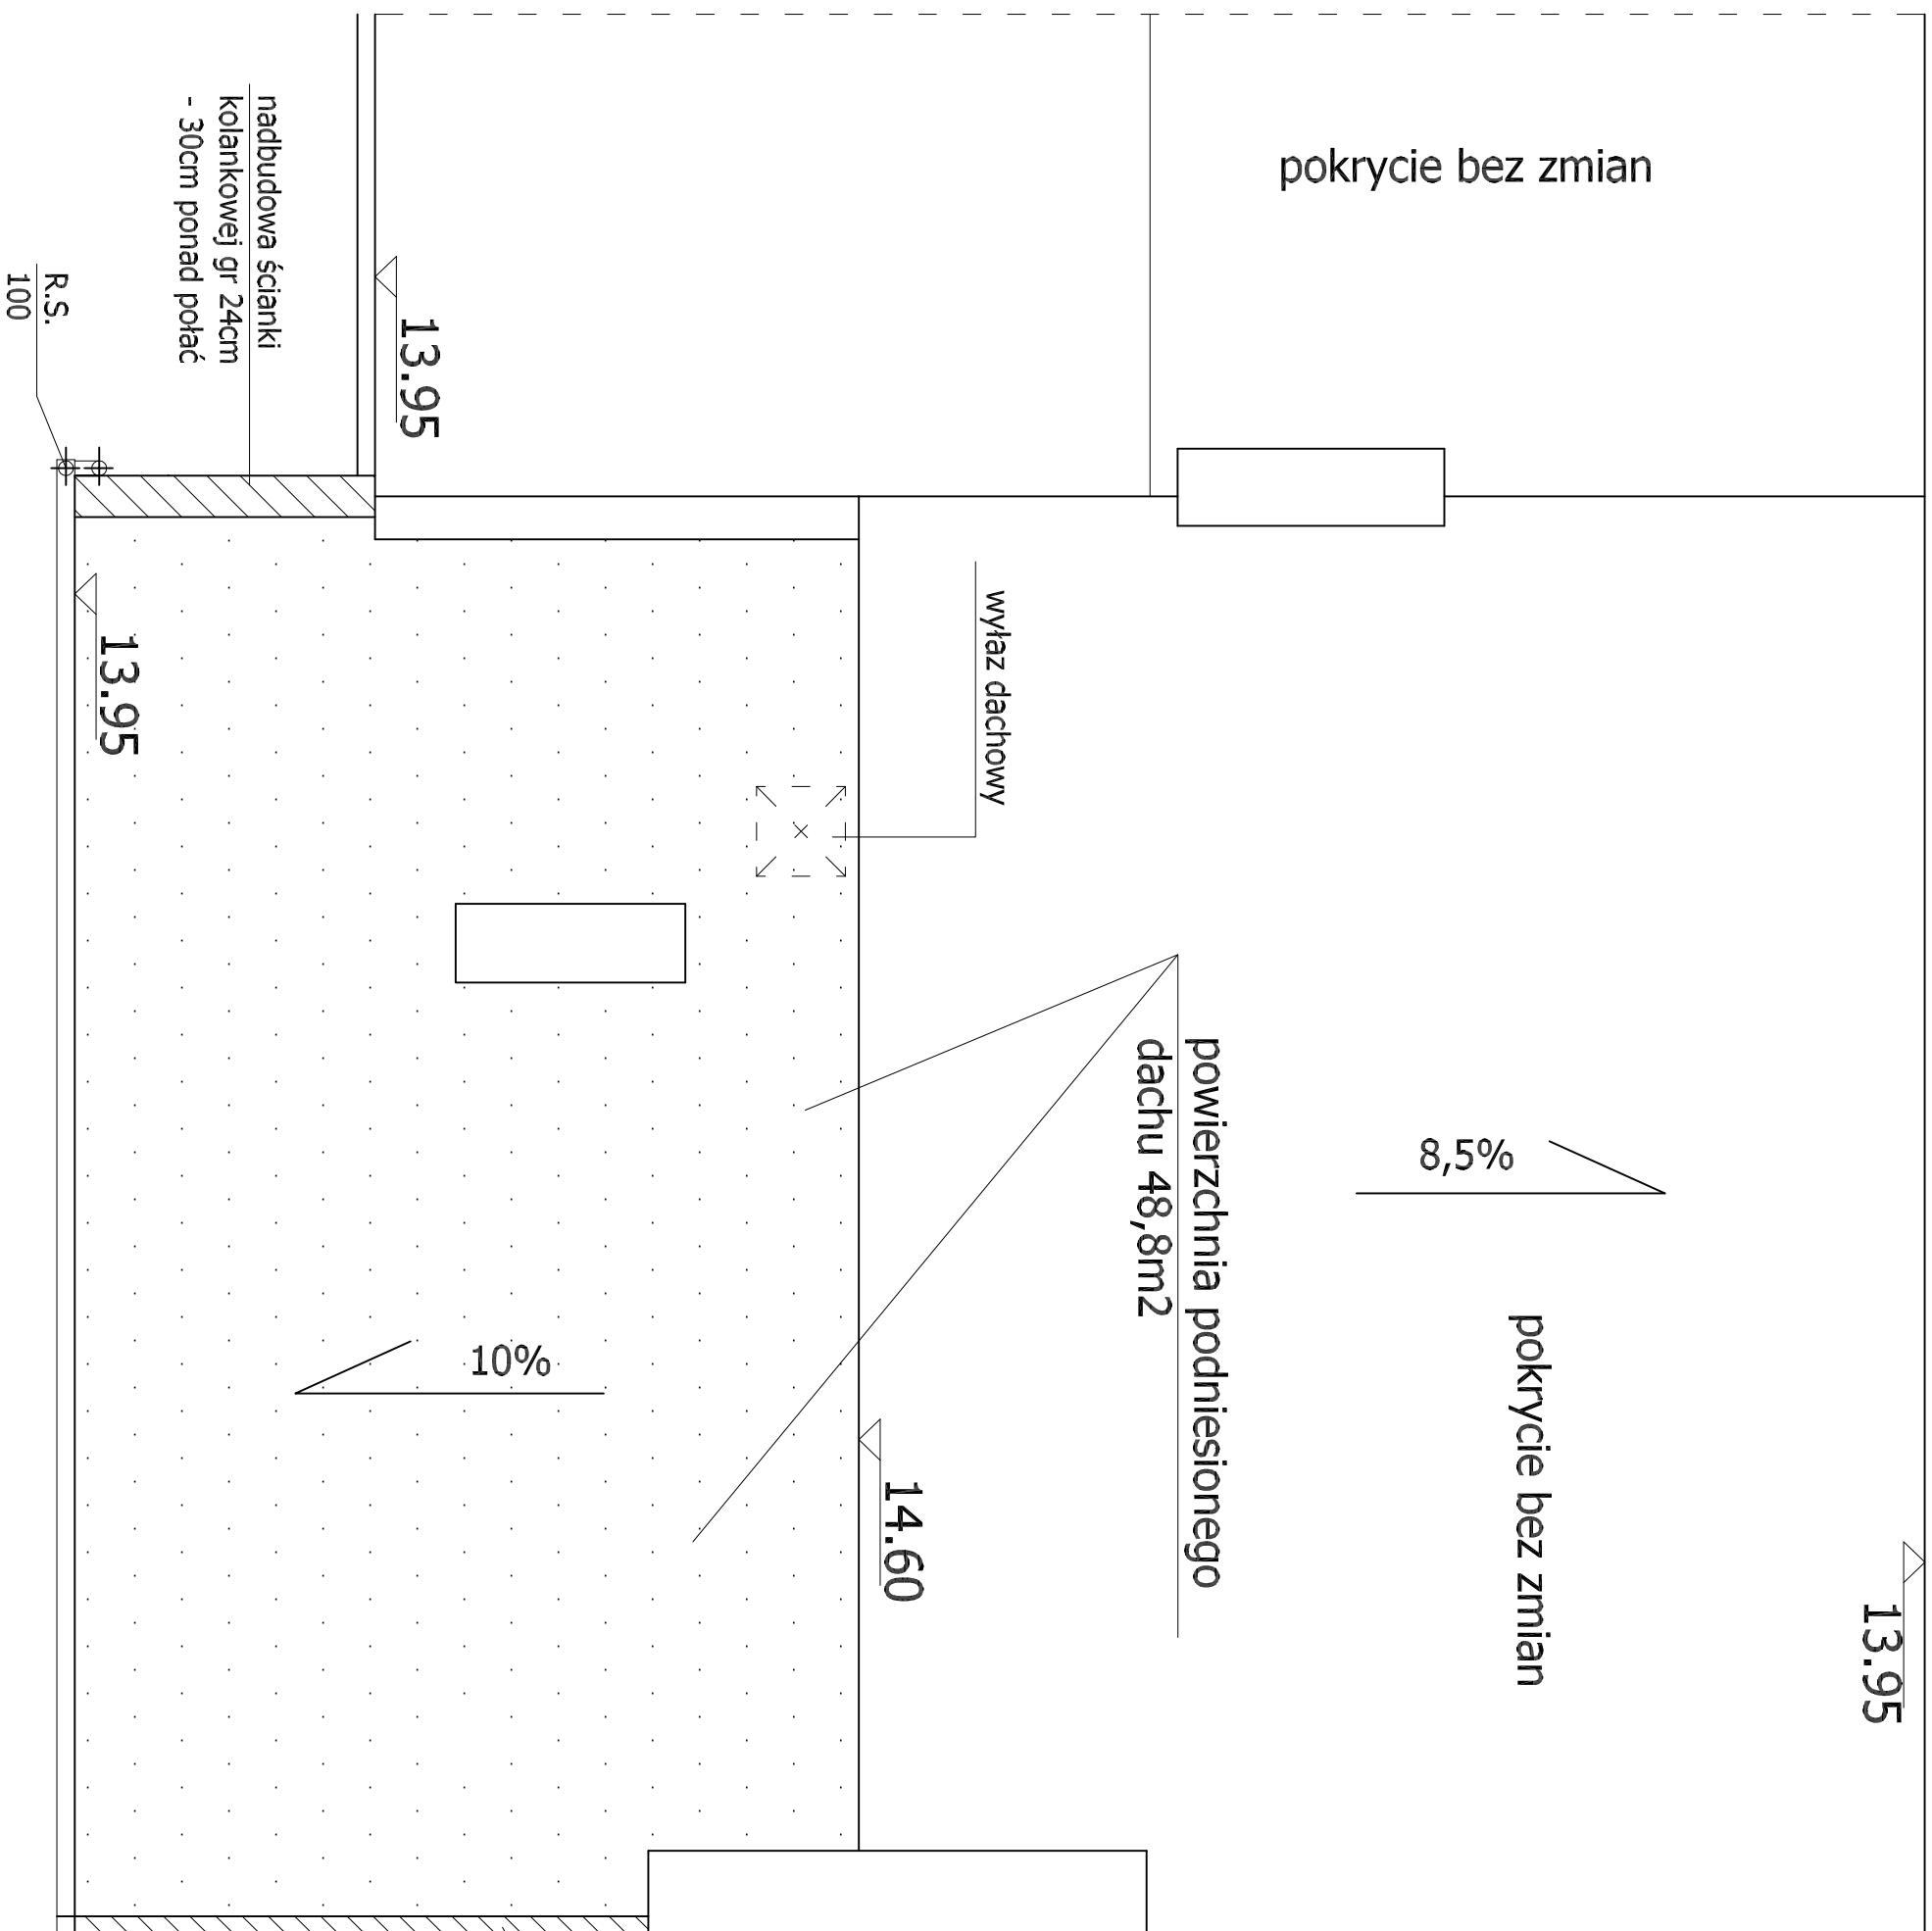 pokrycie bez zmian
nadbudowa ścianki
kolankowej gr 24cm
- 30cm ponad połać
R.S.
100
13.95
13.95
wyłaz dachowy
powierzchnia podniesionego
dachu 48,8m2
8,5%
pokrycie bez zmian
10%
14.60
13.95